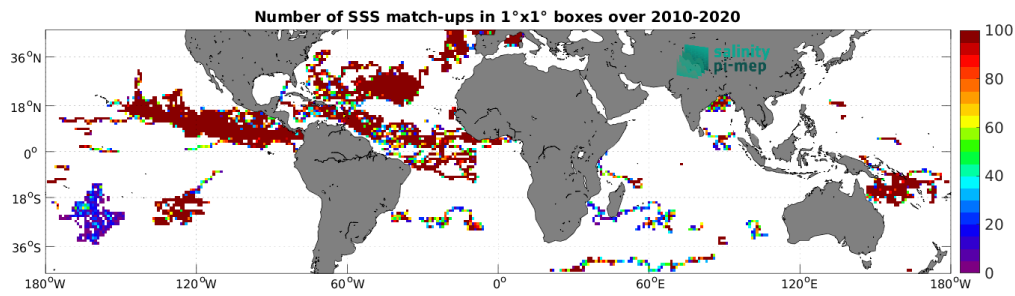 Number of SSS match-ups in 1°x1° boxes over 2010-2020
salinity
pi-mep
36°N
18°N
0°
18°S
36°S
180°W
120°W
60°W
0°
60°E
120°E
180°W
100
80
60
40
20
0